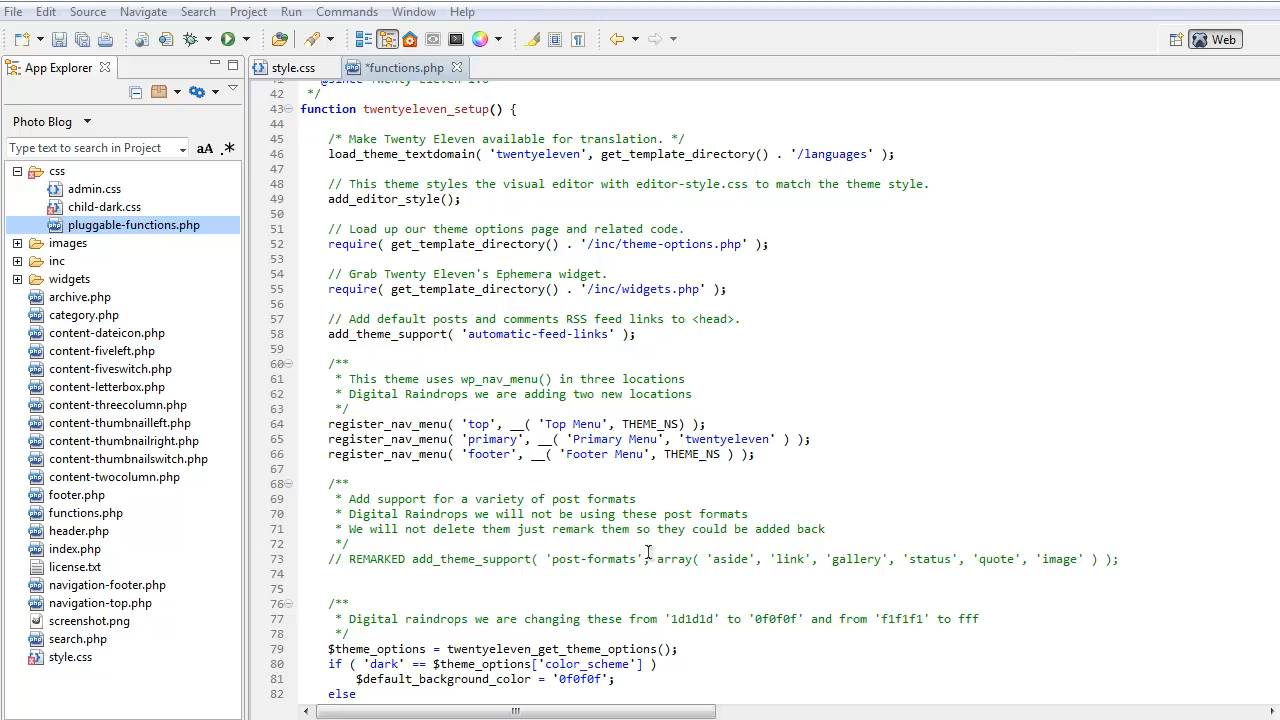 File Edit Source Navigate Search Project Run Commands Window Help
Web
App Explorer
style.css
*functions.php
Photo Blog
Type text to search in Project
aA .*
css
admin.css
child-dark.css
pluggable-functions.php
images
inc
widgets
archive.php
category.php
content-dateicon.php
content-fiveleft.php
content-fiveswitch.php
content-letterbox.php
content-threecolumn.php
content-thumbnailleft.php
content-thumbnailright.php
content-thumbnailswitch.php
content-twocolumn.php
footer.php
functions.php
header.php
index.php
license.txt
navigation-footer.php
navigation-top.php
screenshot.png
search.php
style.css
42 */
43 function twentyeleven_setup() {
44
45 /* Make Twenty Eleven available for translation. */
46 load_theme_textdomain( 'twentyeleven', get_template_directory() . '/languages' );
47
48 // This theme styles the visual editor with editor-style.css to match the theme style.
49 add_editor_style();
50
51 // Load up our theme options page and related code.
52 require( get_template_directory() . '/inc/theme-options.php' );
53
54 // Grab Twenty Eleven's Ephemera widget.
55 require( get_template_directory() . '/inc/widgets.php' );
56
57 // Add default posts and comments RSS feed links to <head>.
58 add_theme_support( 'automatic-feed-links' );
59
60 /**
61 * This theme uses wp_nav_menu() in three locations
62 * Digital Raindrops we are adding two new locations
63 */
64 register_nav_menu( 'top', __( 'Top Menu', THEME_NS) );
65 register_nav_menu( 'primary', __( 'Primary Menu', 'twentyeleven' ) );
66 register_nav_menu( 'footer', __( 'Footer Menu', THEME_NS ) );
67
68 /**
69 * Add support for a variety of post formats
70 * Digital Raindrops we will not be using these post formats
71 * We will not delete them just remark them so they could be added back
72 */
73 // REMARKED add_theme_support( 'post-formats', array( 'aside', 'link', 'gallery', 'status', 'quote', 'image' ) );
74
75
76 /**
77 * Digital raindrops we are changing these from '1d1d1d' to '0f0f0f' and from 'f1f1f1' to fff
78 */
79 $theme_options = twentyeleven_get_theme_options();
80 if ( 'dark' == $theme_options['color_scheme'] )
81 $default_background_color = '0f0f0f';
82 else